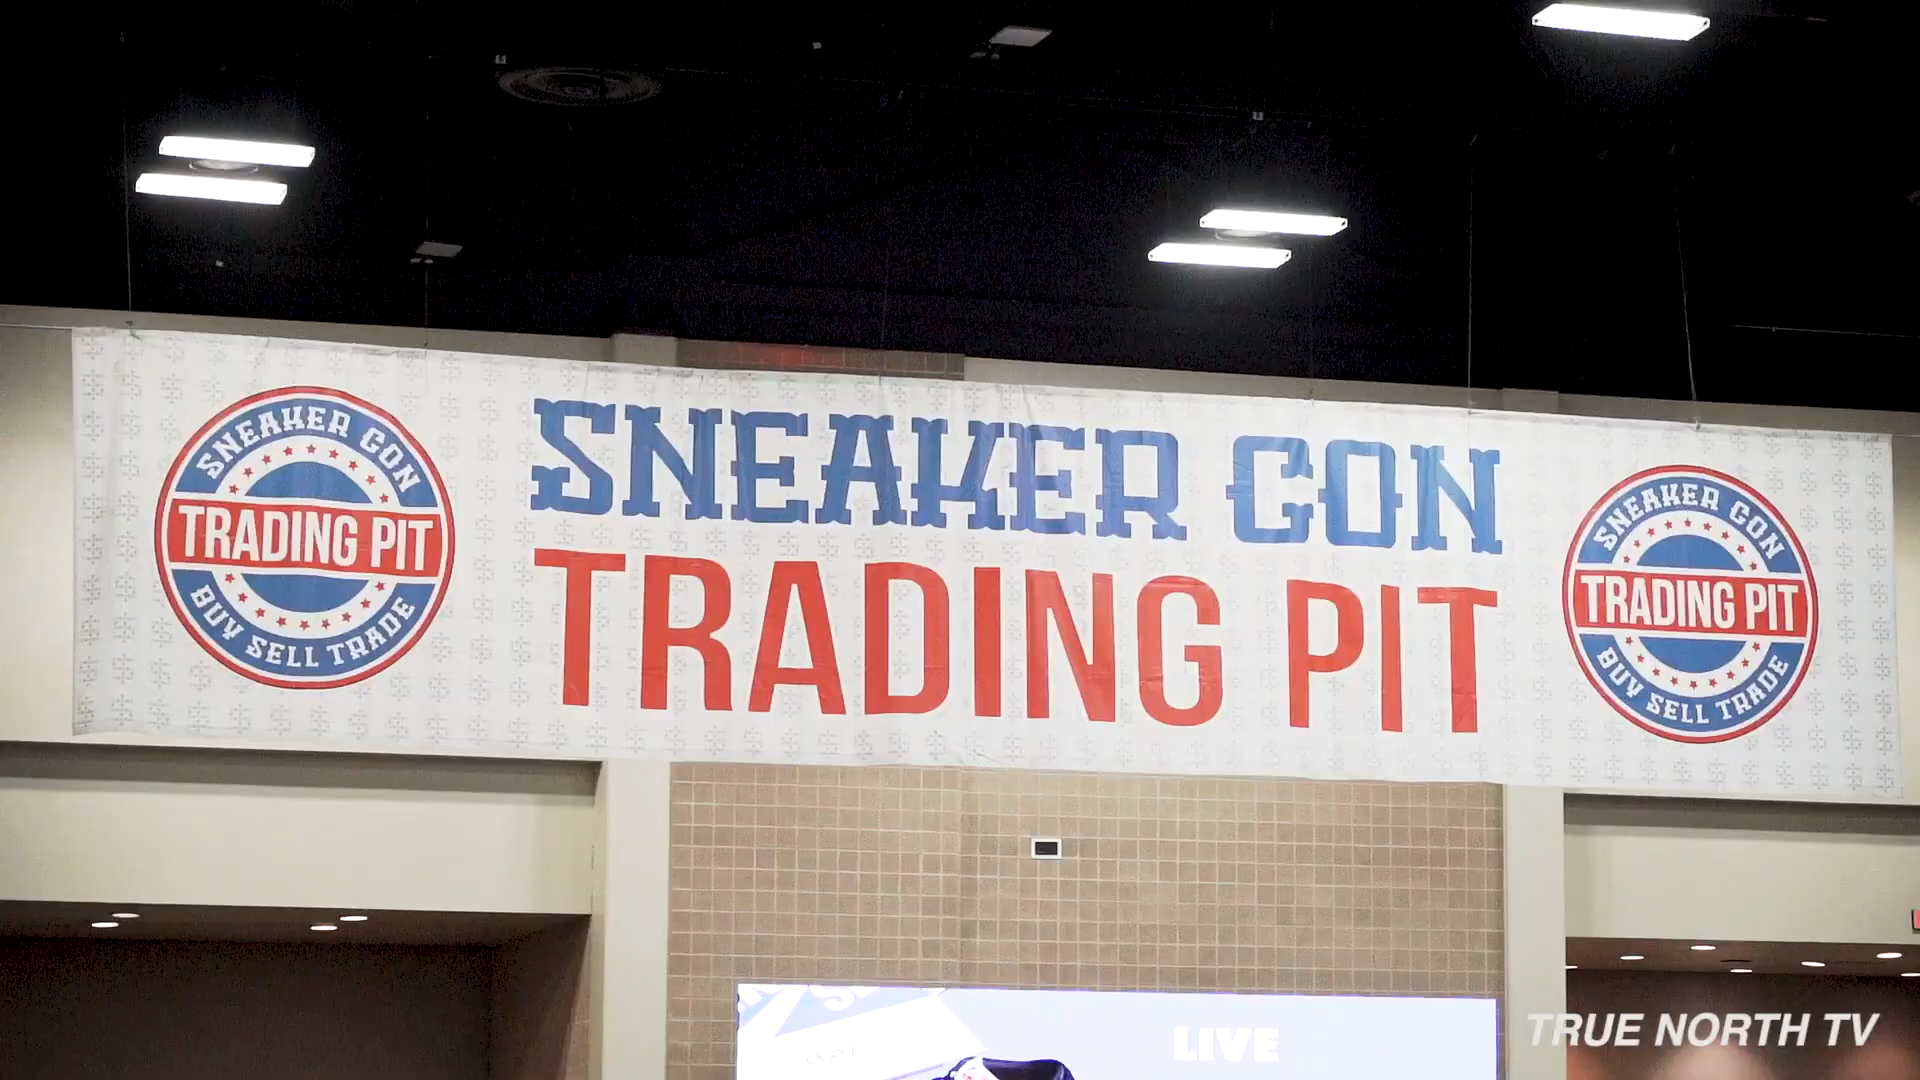 SNEAKER CON
TRADING PIT
BUY SELL TRADE
SNEAKER CON
TRADING PIT
SNEAKER CON
TRADING PIT
BUY SELL TRADE
LIVE
TRUE NORTH TV